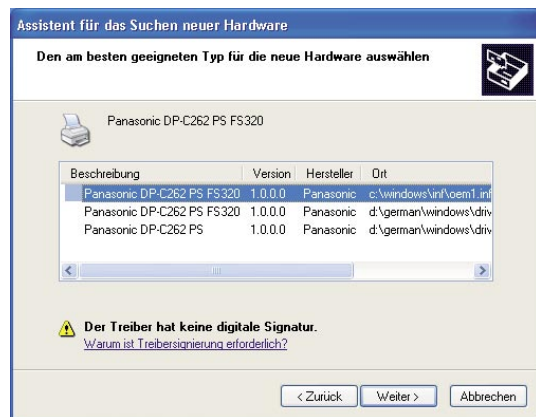 Assistent für das Suchen neuer Hardware
Den am besten geeigneten Typ für die neue Hardware auswählen
Panasonic DP-C262 PS FS320
Beschreibung Version Hersteller Ort
Panasonic DP-C262 PS FS320 1.0.0.0 Panasonic c:\windows\inf\oem1.inf
Panasonic DP-C262 PS FS320 1.0.0.0 Panasonic d:\german\windows\driv
Panasonic DP-C262 PS 1.0.0.0 Panasonic d:\german\windows\driv
Der Treiber hat keine digitale Signatur.
Warum ist Treibersignierung erforderlich?
< Zurück Weiter > Abbrechen